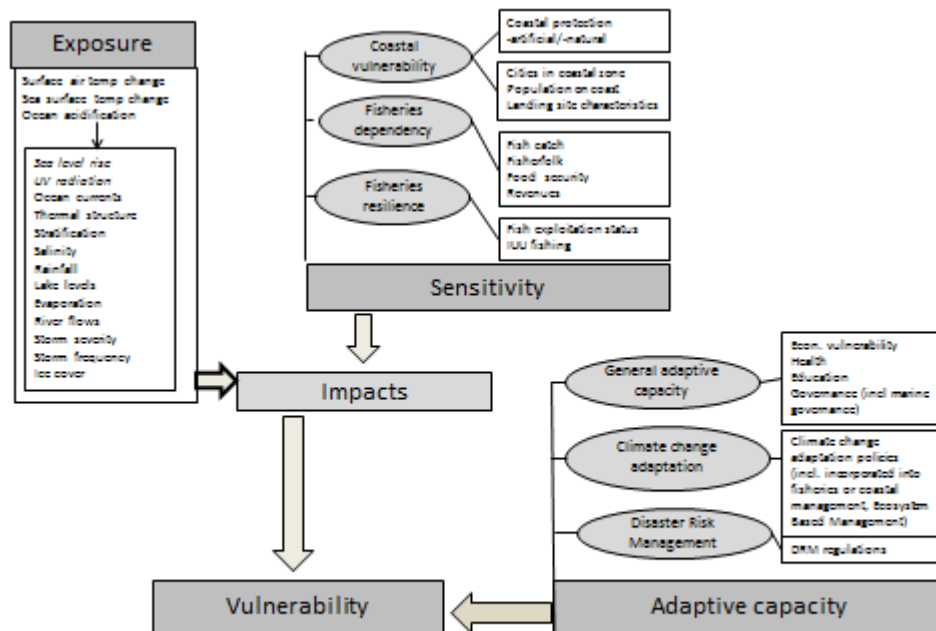 Exposure
Surface air temp change
Sea surface temp change
Ocean acidification
Sea level rise
UV radiation
Ocean currents
Thermal structure
Stratification
Salinity
Rainfall
Lake levels
Evaporation
River flows
Storm severity
Storm frequency
Ice cover
Coastal
vulnerability
Coastal protection
-artificial/-natural
Cities in coastal zone
Population on coast
Landing site characteristics
Fisheries
dependency
Fish catch
Fisherfolk
Food security
Revenues
Fisheries
resilience
Fish exploitation status
IUU fishing
Sensitivity
Impacts
General adaptive
capacity
Econ. vulnerability
Health
Education
Governance (incl marine
governance)
Climate change
adaptation
Climate change
adaptation policies
(incl. incorporated into
fisheries or coastal
management, Ecosystem
Based Management)
Disaster Risk
Management
DRM regulations
Vulnerability
Adaptive capacity